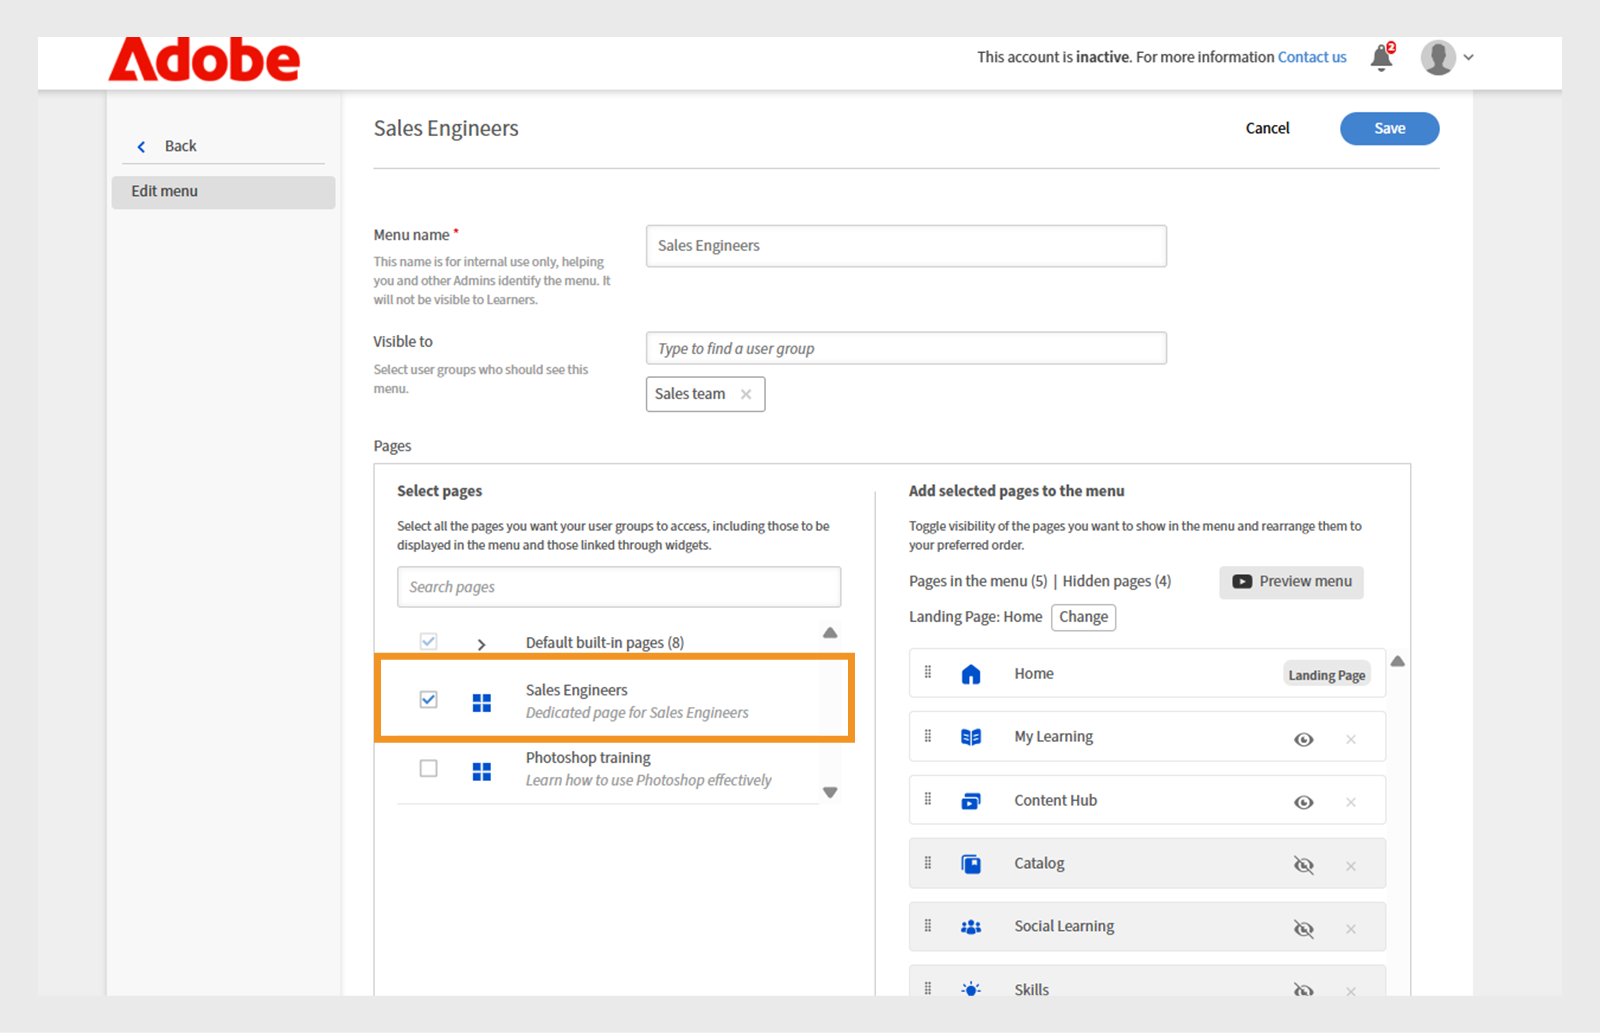 Adobe
This account is inactive. For more information Contact us
2
Back
Edit menu
Sales Engineers
Cancel
Save
Menu name *
This name is for internal use only, helping
you and other Admins identify the menu. It
will not be visible to Learners.
Sales Engineers
Visible to
Select user groups who should see this
menu.
Type to find a user group
Sales team
Pages
Select pages
Select all the pages you want your user groups to access, including those to be
displayed in the menu and those linked through widgets.
Search pages
Default built-in pages (8)
Sales Engineers
Dedicated page for Sales Engineers
Photoshop training
Learn how to use Photoshop effectively
Add selected pages to the menu
Toggle visibility of the pages you want to show in the menu and rearrange them to
your preferred order.
Pages in the menu (5) | Hidden pages (4)
Preview menu
Landing Page: Home
Change
Home
Landing Page
My Learning
Content Hub
Catalog
Social Learning
Skills